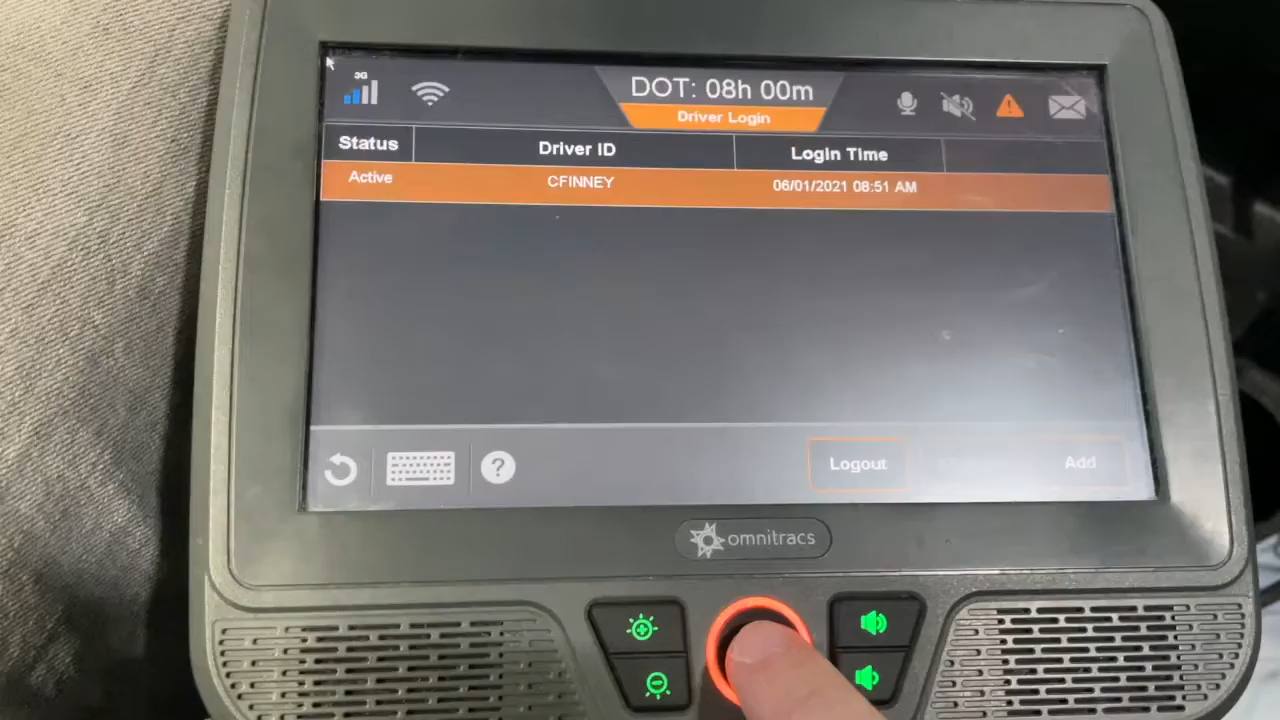 3G
DOT: 08h 00m
Driver Login
Status Driver ID Login Time
Active CFINNEY 06/01/2021 08:51 AM
? Logout Add
omnitracs